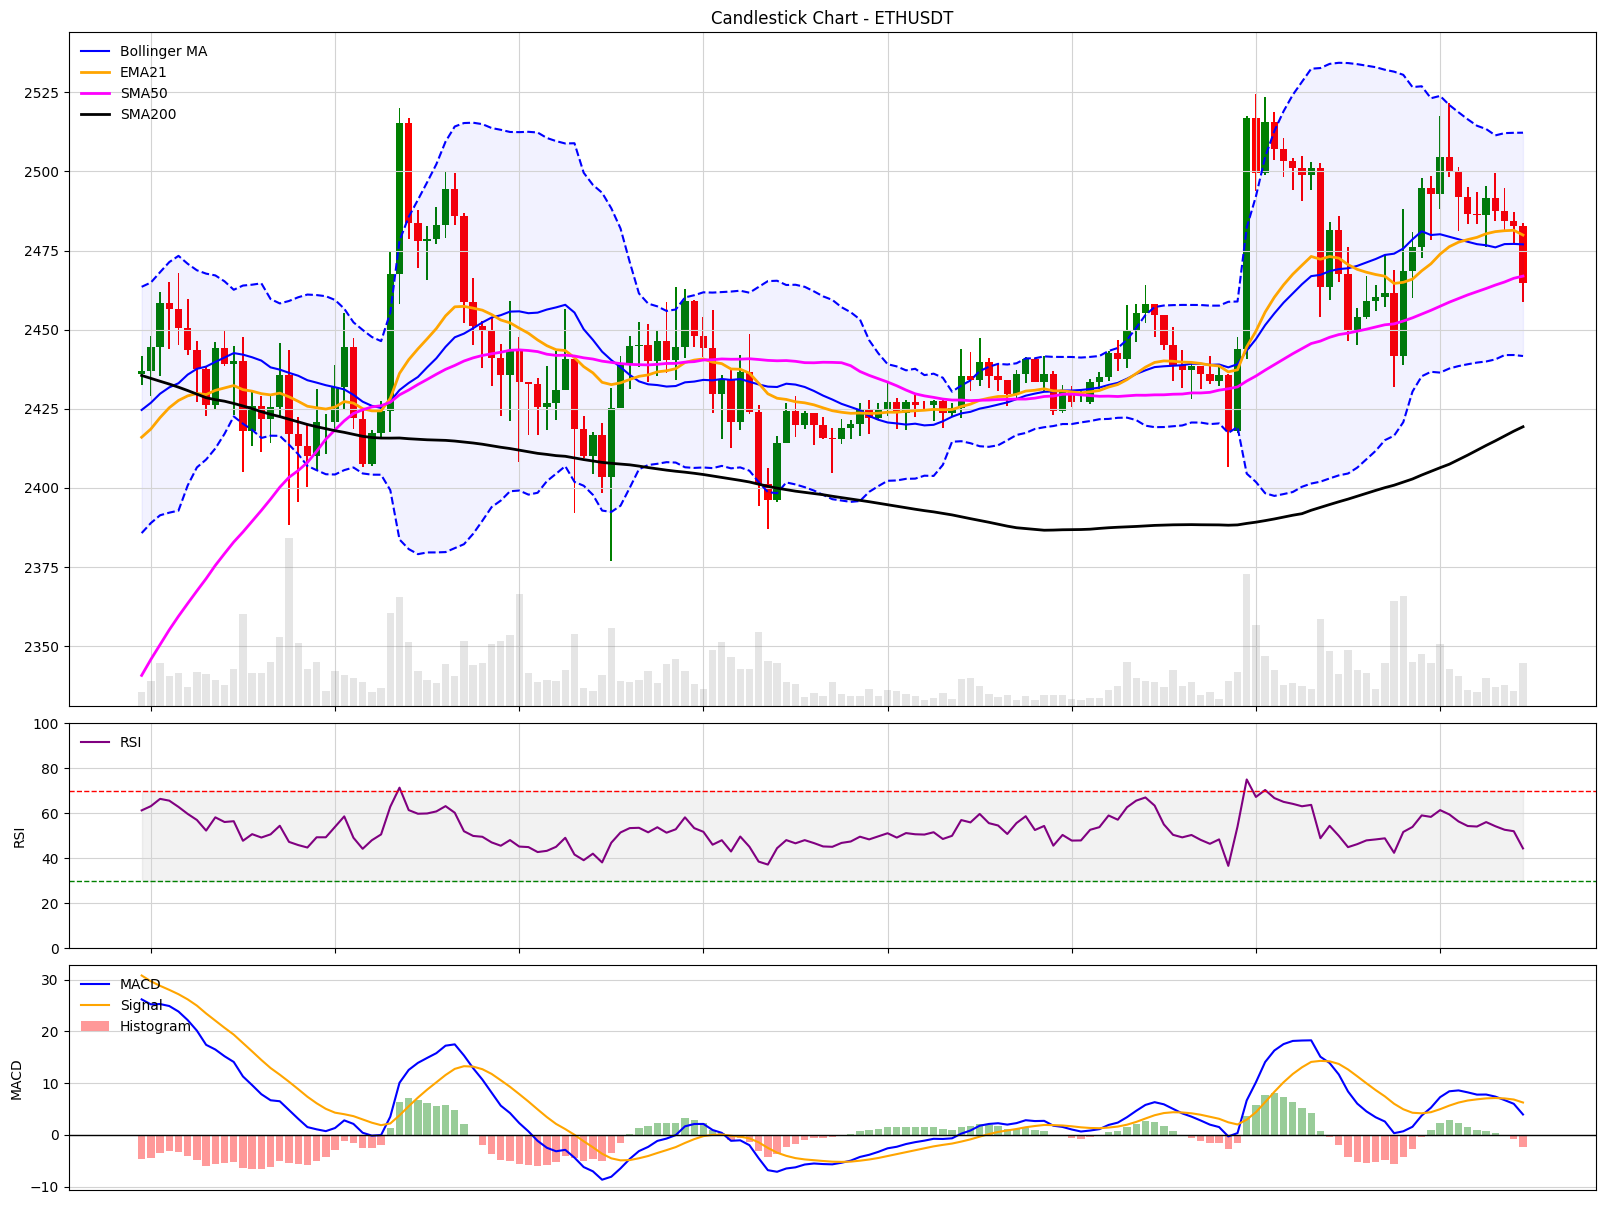 Candlestick Chart - ETHUSDT
Bollinger MA
EMA21
SMA50
SMA200
2525
2500
2475
2450
2425
2400
2375
2350
RSI
100
80
60
40
20
0
RSI
MACD
Signal
Histogram
30
20
10
0
−10
MACD